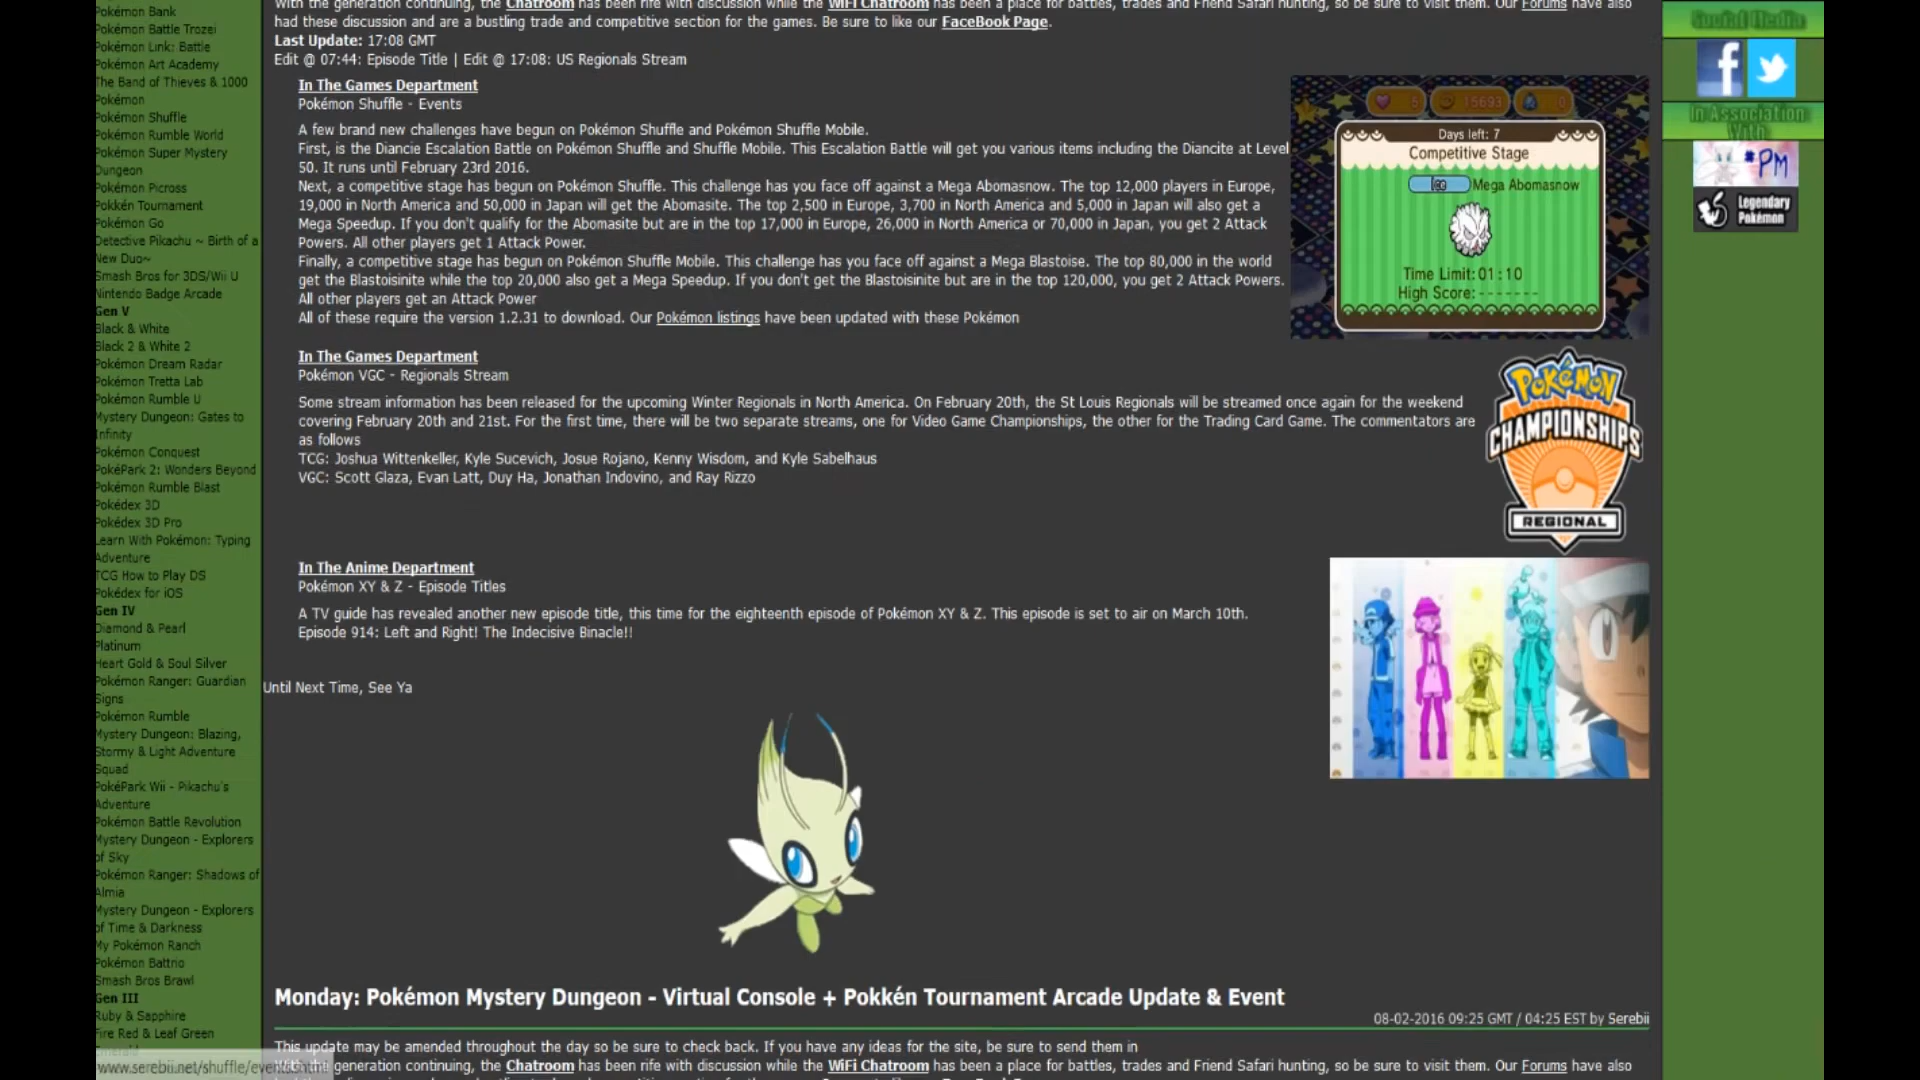 Pokémon Bank
Pokémon Battle Trozei
Pokémon Link: Battle
Pokémon Art Academy
The Band of Thieves & 1000
Pokémon
Pokémon Shuffle
Pokémon Rumble World
Pokémon Super Mystery
Dungeon
Pokémon Picross
Pokkén Tournament
Pokémon Go
Detective Pikachu ~ Birth of a
New Duo~
Smash Bros for 3DS/Wii U
Nintendo Badge Arcade
Gen V
Black & White
Black 2 & White 2
Pokémon Dream Radar
Pokémon Tretta Lab
Pokémon Rumble U
Mystery Dungeon: Gates to
Infinity
Pokémon Conquest
PokéPark 2: Wonders Beyond
Pokémon Rumble Blast
Pokédex 3D
Pokédex 3D Pro
Learn With Pokémon: Typing
Adventure
TCG How to Play DS
Pokédex for iOS
Gen IV
Diamond & Pearl
Platinum
Heart Gold & Soul Silver
Pokémon Ranger: Guardian
Signs
Pokémon Rumble
Mystery Dungeon: Blazing,
Stormy & Light Adventure
Squad
PokéPark Wii - Pikachu's
Adventure
Pokémon Battle Revolution
Mystery Dungeon - Explorers
of Sky
Pokémon Ranger: Shadows of
Almia
Mystery Dungeon - Explorers
of Time & Darkness
My Pokémon Ranch
Pokémon Battrio
Smash Bros Brawl
Gen III
Ruby & Sapphire
Fire Red & Leaf Green
www.serebii.net/shuffle/events.shtml
With the generation continuing, the Chatroom has been rife with discussion while the WiFi Chatroom has been a place for battles, trades and Friend Safari hunting, so be sure to visit them. Our Forums have also
had these discussion and are a bustling trade and competitive section for the games. Be sure to like our FaceBook Page.
Last Update: 17:08 GMT
Edit @ 07:44: Episode Title | Edit @ 17:08: US Regionals Stream
In The Games Department
Pokémon Shuffle - Events
A few brand new challenges have begun on Pokémon Shuffle and Pokémon Shuffle Mobile.
First, is the Diancie Escalation Battle on Pokémon Shuffle and Shuffle Mobile. This Escalation Battle will get you various items including the Diancite at Level
50. It runs until February 23rd 2016.
Next, a competitive stage has begun on Pokémon Shuffle. This challenge has you face off against a Mega Abomasnow. The top 12,000 players in Europe,
19,000 in North America and 50,000 in Japan will get the Abomasite. The top 2,500 in Europe, 3,700 in North America and 5,000 in Japan will also get a
Mega Speedup. If you don't qualify for the Abomasite but are in the top 17,000 in Europe, 26,000 in North America or 70,000 in Japan, you get 2 Attack
Powers. All other players get 1 Attack Power.
Finally, a competitive stage has begun on Pokémon Shuffle Mobile. This challenge has you face off against a Mega Blastoise. The top 80,000 in the world
get the Blastoisinite while the top 20,000 also get a Mega Speedup. If you don't get the Blastoisinite but are in the top 120,000, you get 2 Attack Powers.
All other players get an Attack Power
All of these require the version 1.2.31 to download. Our Pokémon listings have been updated with these Pokémon
5
15693
0
Days left: 7
Competitive Stage
Ice Mega Abomasnow
Time Limit:01:10
High Score:-------
In The Games Department
Pokémon VGC - Regionals Stream
Some stream information has been released for the upcoming Winter Regionals in North America. On February 20th, the St Louis Regionals will be streamed once again for the weekend
covering February 20th and 21st. For the first time, there will be two separate streams, one for Video Game Championships, the other for the Trading Card Game. The commentators are
as follows
TCG: Joshua Wittenkeller, Kyle Sucevich, Josue Rojano, Kenny Wisdom, and Kyle Sabelhaus
VGC: Scott Glaza, Evan Latt, Duy Ha, Jonathan Indovino, and Ray Rizzo
POKéMON
CHAMPIONSHIPS
REGIONAL
In The Anime Department
Pokémon XY & Z - Episode Titles
A TV guide has revealed another new episode title, this time for the eighteenth episode of Pokémon XY & Z. This episode is set to air on March 10th.
Episode 914: Left and Right! The Indecisive Binacle!!
Until Next Time, See Ya
Monday: Pokémon Mystery Dungeon - Virtual Console + Pokkén Tournament Arcade Update & Event
08-02-2016 09:25 GMT / 04:25 EST by Serebii
This update may be amended throughout the day so be sure to check back. If you have any ideas for the site, be sure to send them in
With the generation continuing, the Chatroom has been rife with discussion while the WiFi Chatroom has been a place for battles, trades and Friend Safari hunting, so be sure to visit them. Our Forums have also
Social Media
In Association
With
#PM
Legendary
Pokémon